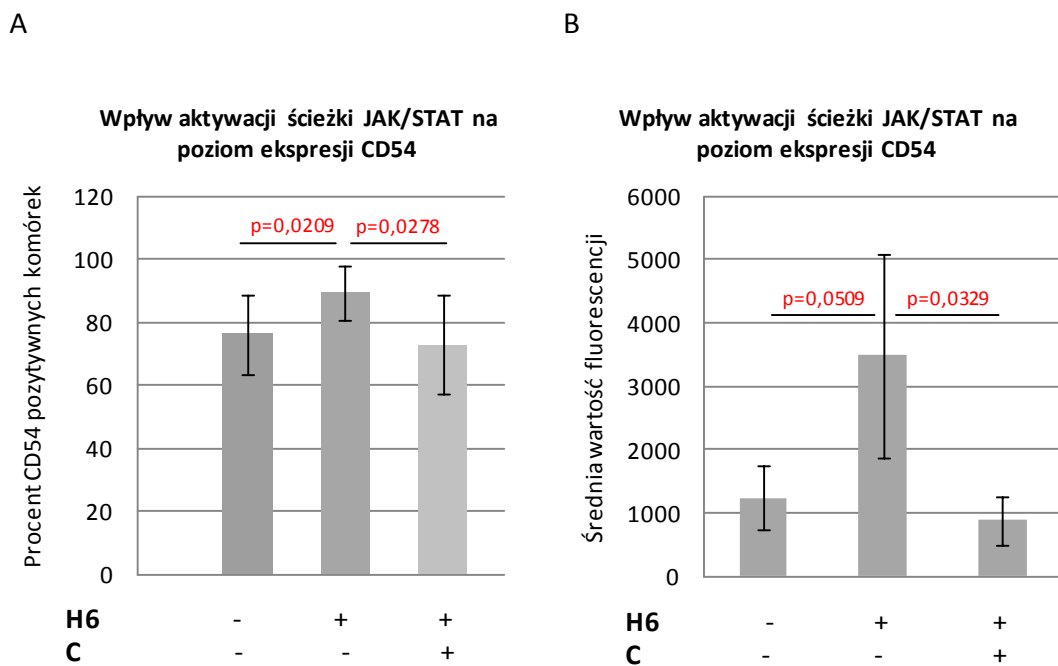 A
Wpływ aktywacji ścieżki JAK/STAT na
poziom ekspresji CD54
Procent CD54 pozytywnych komórek
120
100
80
60
40
20
0
p=0,0209
p=0,0278
H6 - + +
C - - +
B
Wpływ aktywacji ścieżki JAK/STAT na
poziom ekspresji CD54
Średnia wartość fluorescencji
6000
5000
4000
3000
2000
1000
0
p=0,0509
p=0,0329
H6 - + +
C - - +